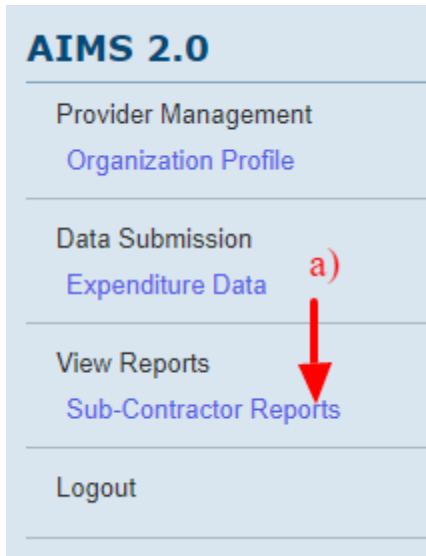 AIMS 2.0
Provider Management
Organization Profile
Data Submission
a)
Expenditure Data
View Reports
Sub-Contractor Reports
Logout